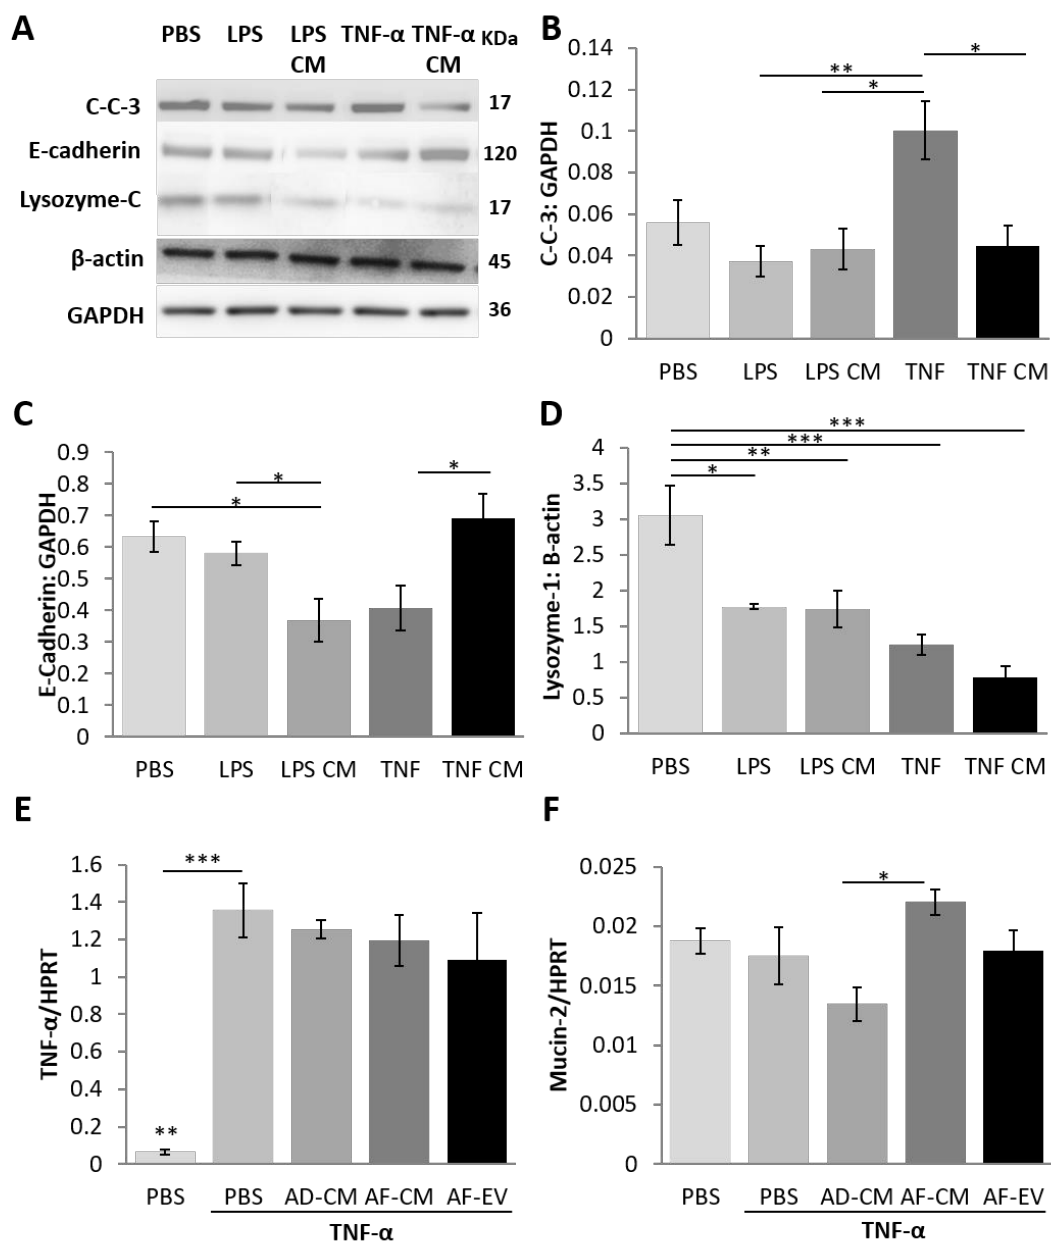 A
PBS LPS LPS TNF-α TNF-α KDa
CM CM
C-C-3 17
E-cadherin 120
Lysozyme-C 17
β-actin 45
GAPDH 36
B
C-C-3: GAPDH
0.14
0.12
0.1
0.08
0.06
0.04
0.02
0
*
**
*
PBS LPS LPS CM TNF TNF CM
C
E-Cadherin: GAPDH
0.9
0.8
0.7
0.6
0.5
0.4
0.3
0.2
0.1
0
*
*
*
PBS LPS LPS CM TNF TNF CM
D
Lysozyme-1: B-actin
4
3.5
3
2.5
2
1.5
1
0.5
0
***
***
**
*
PBS LPS LPS CM TNF TNF CM
E
TNF-α/HPRT
1.6
1.4
1.2
1
0.8
0.6
0.4
0.2
0
***
**
PBS PBS AD-CM AF-CM AF-EV
TNF-α
F
Mucin-2/HPRT
0.025
0.02
0.015
0.01
0.005
0
*
PBS PBS AD-CM AF-CM AF-EV
TNF-α